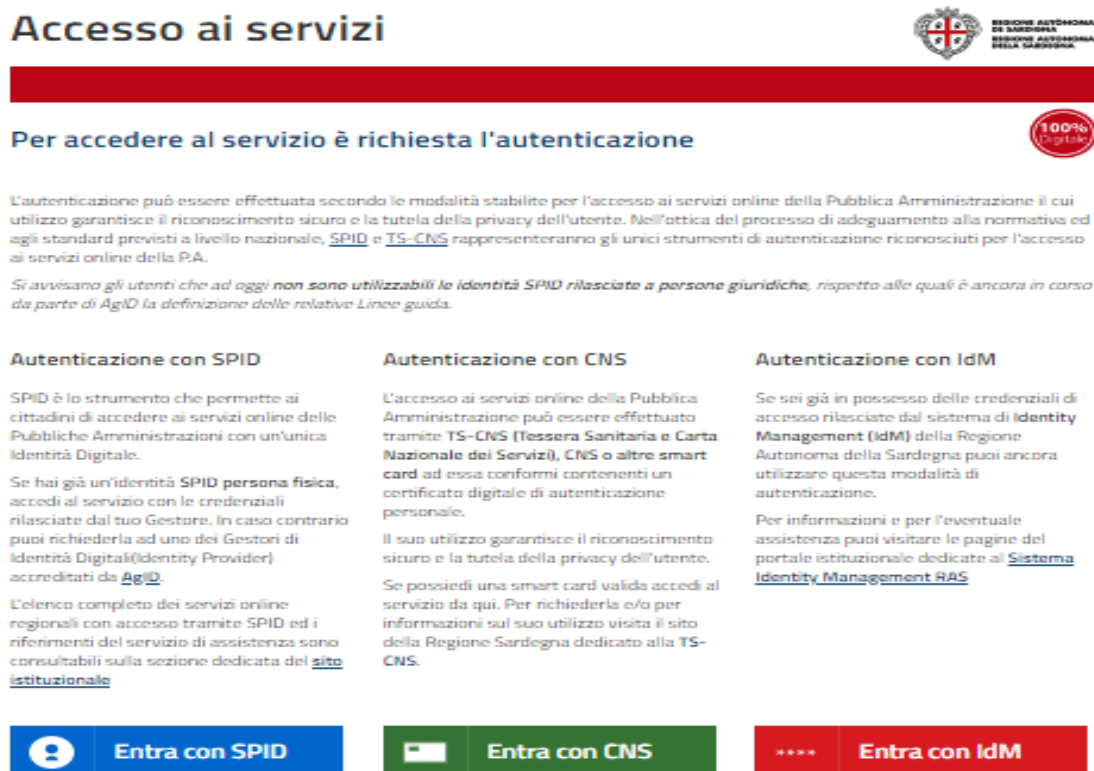 Accesso ai servizi
REGIONE AUTÒNOMA
DE SARDIGNA
REGIONE AUTONOMA
DELLA SARDEGNA
Per accedere al servizio è richiesta l'autenticazione
100%
Digitale
L'autenticazione può essere effettuata secondo le modalità stabilite per l'accesso ai servizi online della Pubblica Amministrazione il cui
utilizzo garantisce il riconoscimento sicuro e la tutela della privacy dell'utente. Nell'ottica del processo di adeguamento alla normativa ed
agli standard previsti a livello nazionale, SPID e TS-CNS rappresenteranno gli unici strumenti di autenticazione riconosciuti per l'accesso
ai servizi online della P.A.
Si avvisano gli utenti che ad oggi non sono utilizzabili le identità SPID rilasciate a persone giuridiche, rispetto alle quali è ancora in corso
da parte di AgID la definizione delle relative Linee guida.
Autenticazione con SPID
SPID è lo strumento che permette ai
cittadini di accedere ai servizi online delle
Pubbliche Amministrazioni con un'unica
Identità Digitale.
Se hai già un'identità SPID persona fisica,
accedi al servizio con le credenziali
rilasciate dal tuo Gestore. In caso contrario
puoi richiederla ad uno dei Gestori di
Identità Digitali(Identity Provider)
accreditati da AgID.
L'elenco completo dei servizi online
regionali con accesso tramite SPID ed i
riferimenti del servizio di assistenza sono
consultabili sulla sezione dedicata del sito
istituzionale
Entra con SPID
Autenticazione con CNS
L'accesso ai servizi online della Pubblica
Amministrazione può essere effettuato
tramite TS-CNS (Tessera Sanitaria e Carta
Nazionale dei Servizi), CNS o altre smart
card ad essa conformi contenenti un
certificato digitale di autenticazione
personale.
Il suo utilizzo garantisce il riconoscimento
sicuro e la tutela della privacy dell'utente.
Se possiedi una smart card valida accedi al
servizio da qui. Per richiederla e/o per
informazioni sul suo utilizzo visita il sito
della Regione Sardegna dedicato alla TS-
CNS.
Entra con CNS
Autenticazione con IdM
Se sei già in possesso delle credenziali di
accesso rilasciate dal sistema di Identity
Management (IdM) della Regione
Autonoma della Sardegna puoi ancora
utilizzare questa modalità di
autenticazione.
Per informazioni e per l'eventuale
assistenza puoi visitare le pagine del
portale istituzionale dedicate al Sistema
Identity Management RAS
**** Entra con IdM